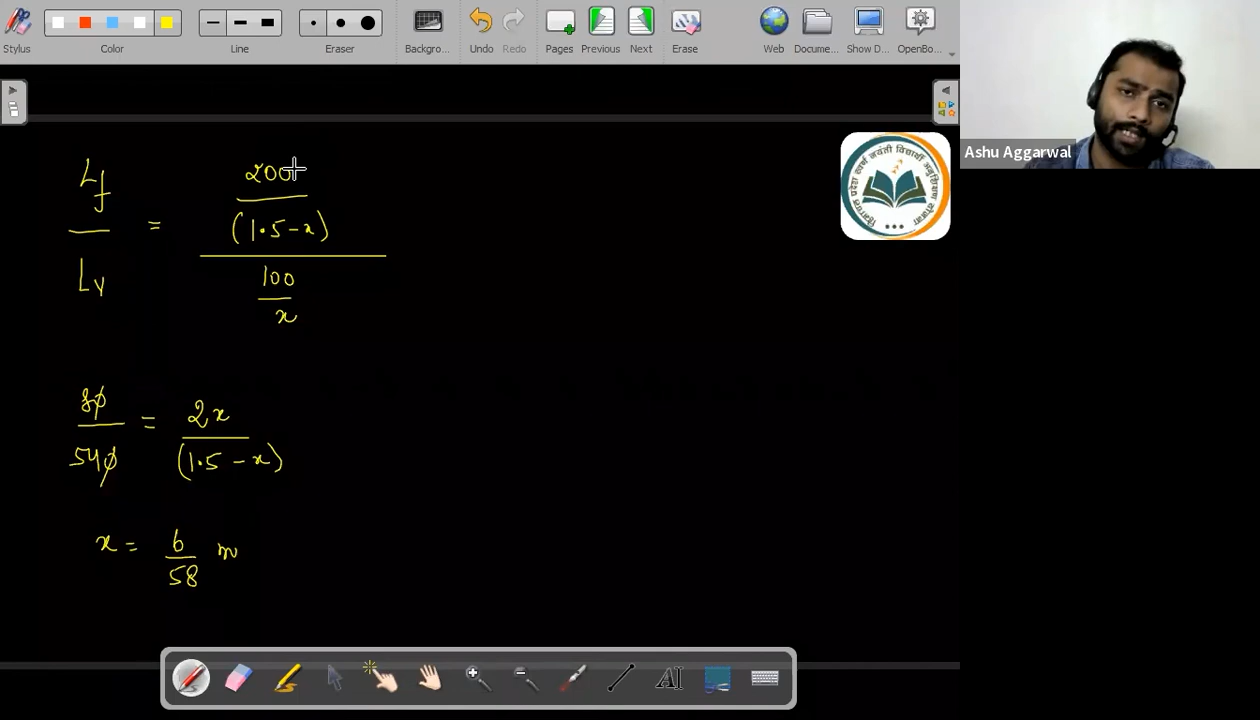 Stylus
Color
Line
Eraser
Backgro...
Undo
Redo
Pages
Previous
Next
Erase
Web
Docume...
Show D...
OpenBo...
Ashu Aggarwal
Lf / Lv = (200 / (1.5 - x)) / (100 / x)
80 / 540 = 2x / (1.5 - x)
x = 6/58 m
AI